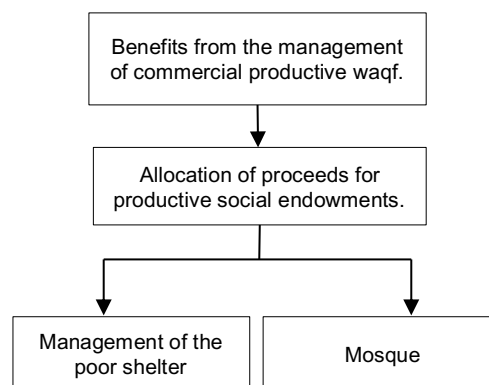 Benefits from the management
of commercial productive waqf.
Allocation of proceeds for
productive social endowments.
Management of the
poor shelter
Mosque